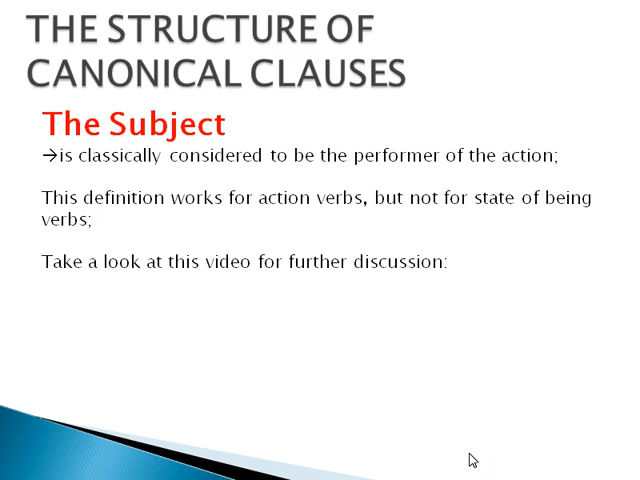 THE STRUCTURE OF
CANONICAL CLAUSES
The Subject
→is classically considered to be the performer of the action;
This definition works for action verbs, but not for state of being
verbs;
Take a look at this video for further discussion: